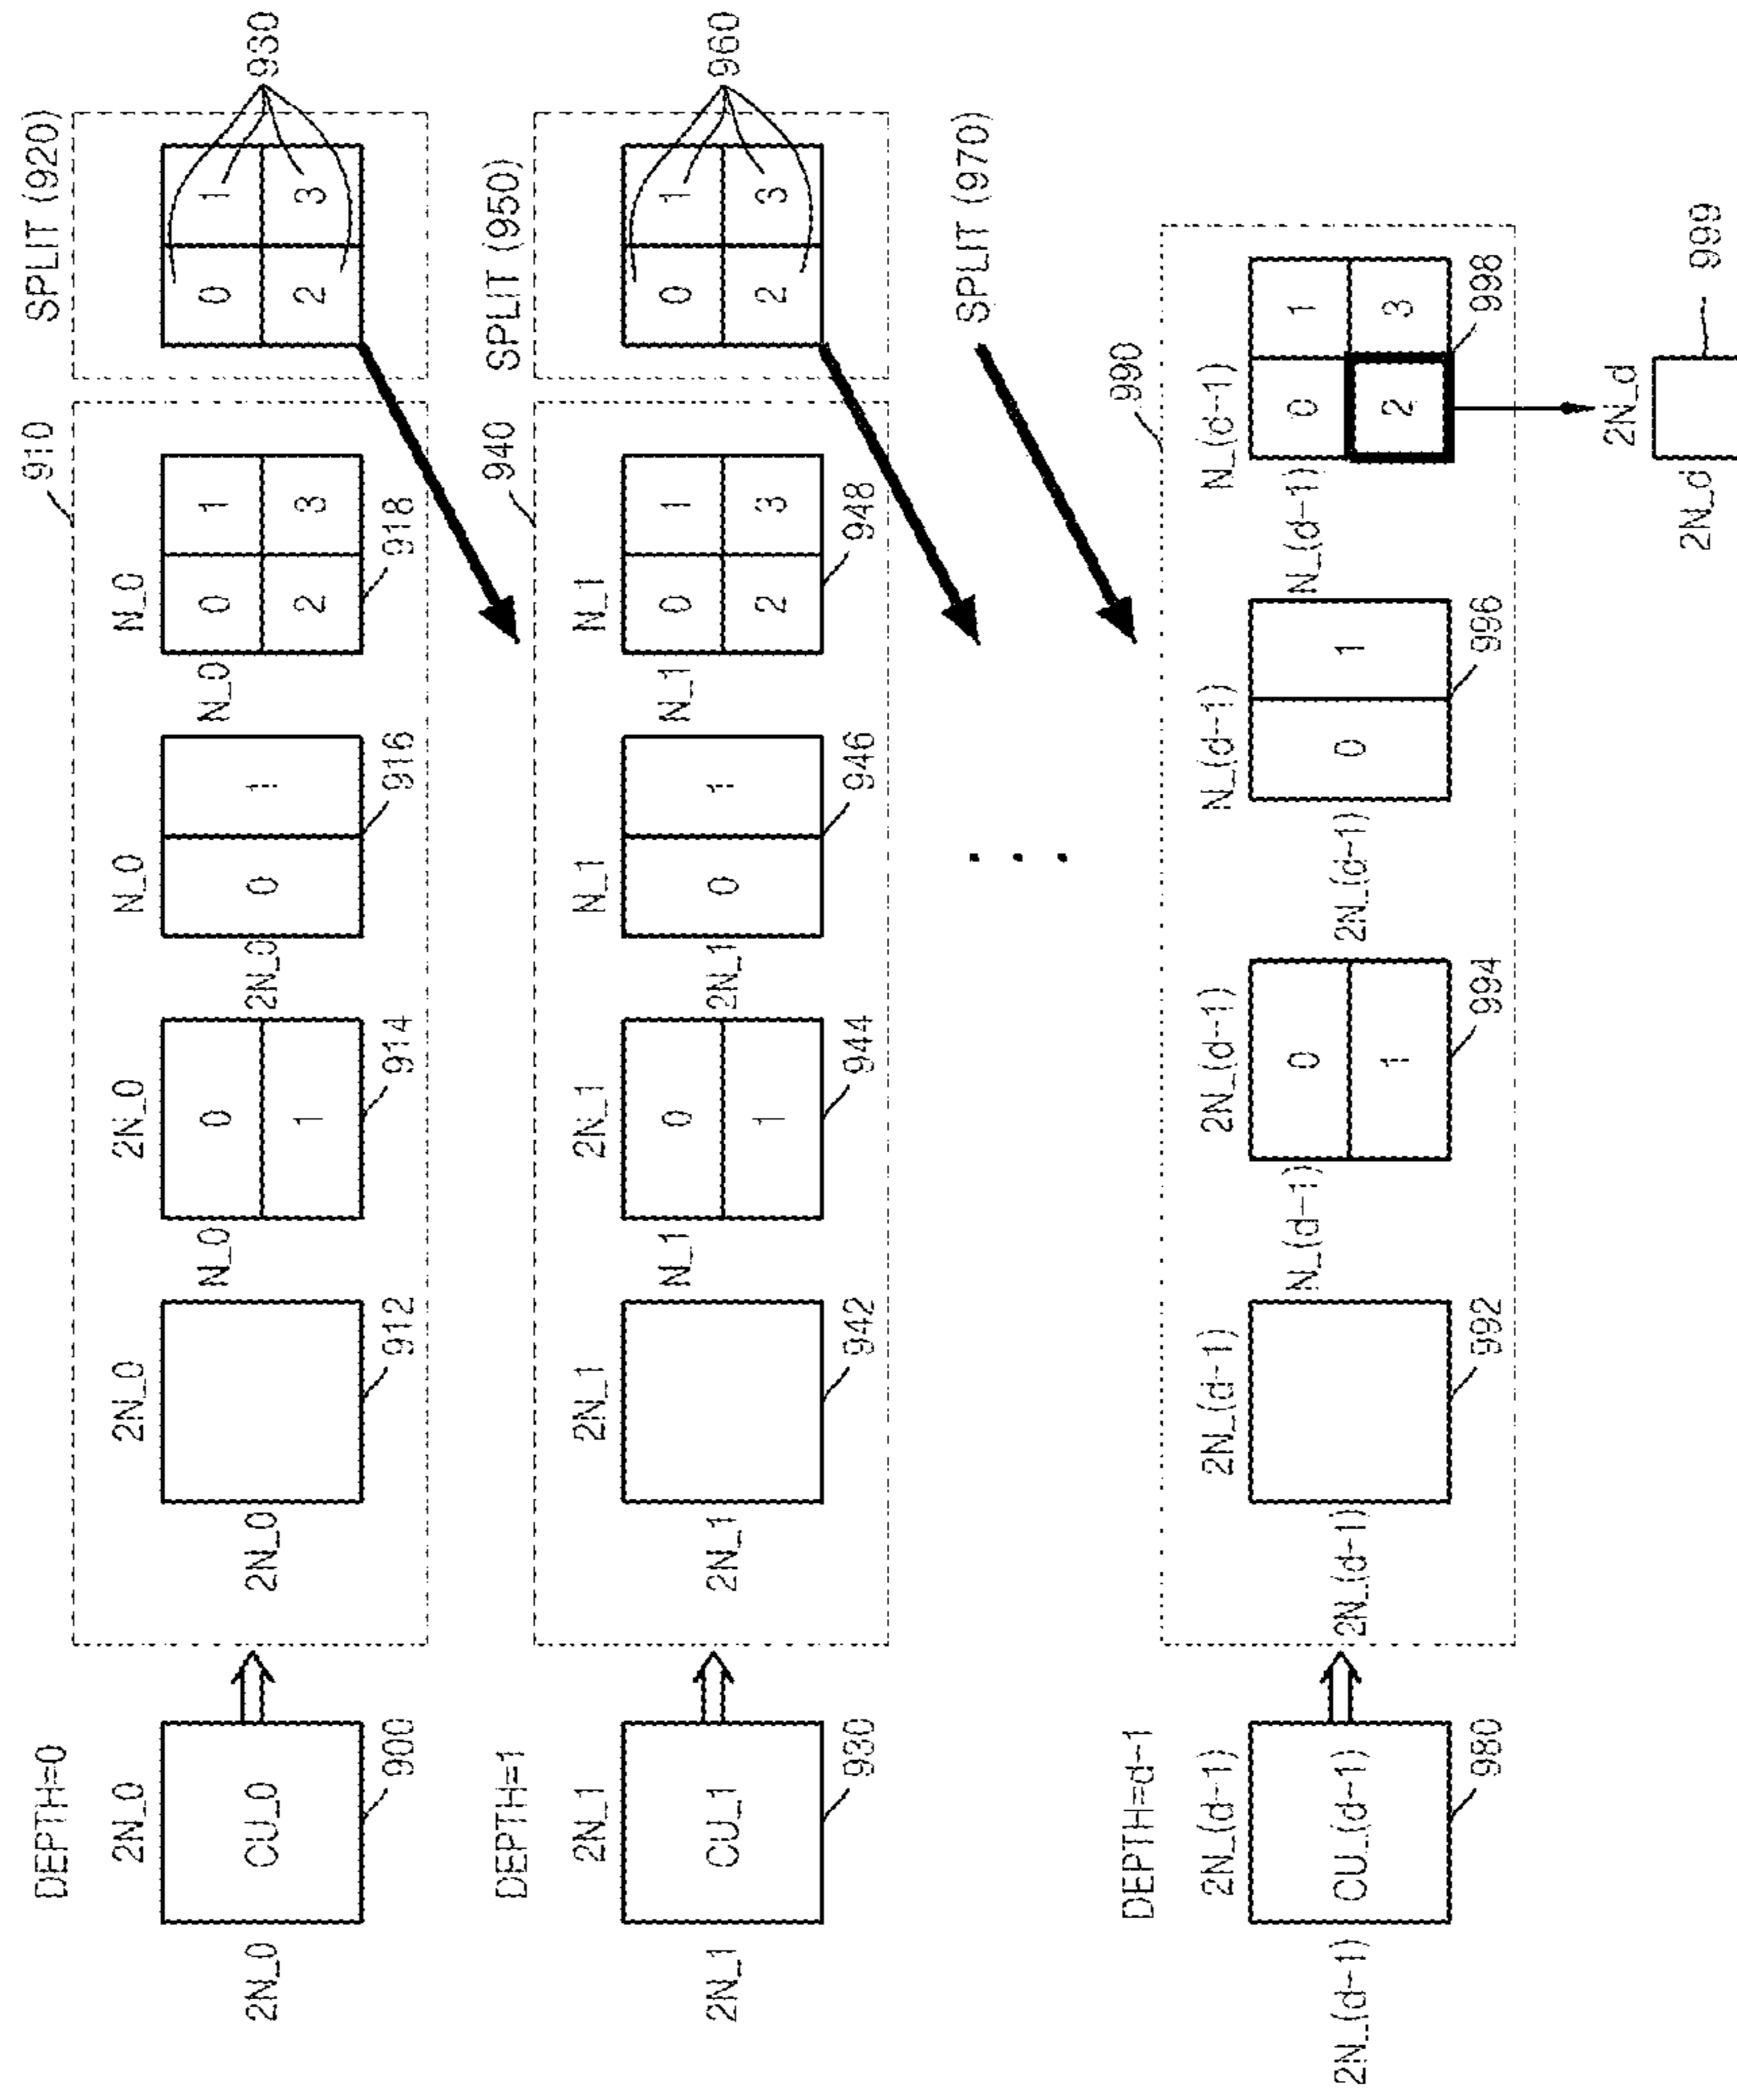 DEPTH=0
2N_0
2N_0
CU_0
900
910
2N_0
2N_0
912
2N_0
N_0
0
1
914
N_0
2N_0
0
1
916
N_0
N_0
0
1
2
3
918
SPLIT (920)
0
1
2
3
930
DEPTH=1
2N_1
2N_1
CU_1
930
940
2N_1
2N_1
942
2N_1
N_1
0
1
944
N_1
2N_1
0
1
946
N_1
N_1
0
1
2
3
948
SPLIT (950)
0
1
2
3
960
SPLIT (970)
DEPTH=d-1
2N_(d-1)
2N_(d-1)
CU_(d-1)
980
990
2N_(d-1)
2N_(d-1)
992
2N_(d-1)
N_(d-1)
0
1
994
N_(d-1)
2N_(d-1)
0
1
996
N_(d-1)
N_(d-1)
0
1
2
3
998
2N_d
2N_d
999